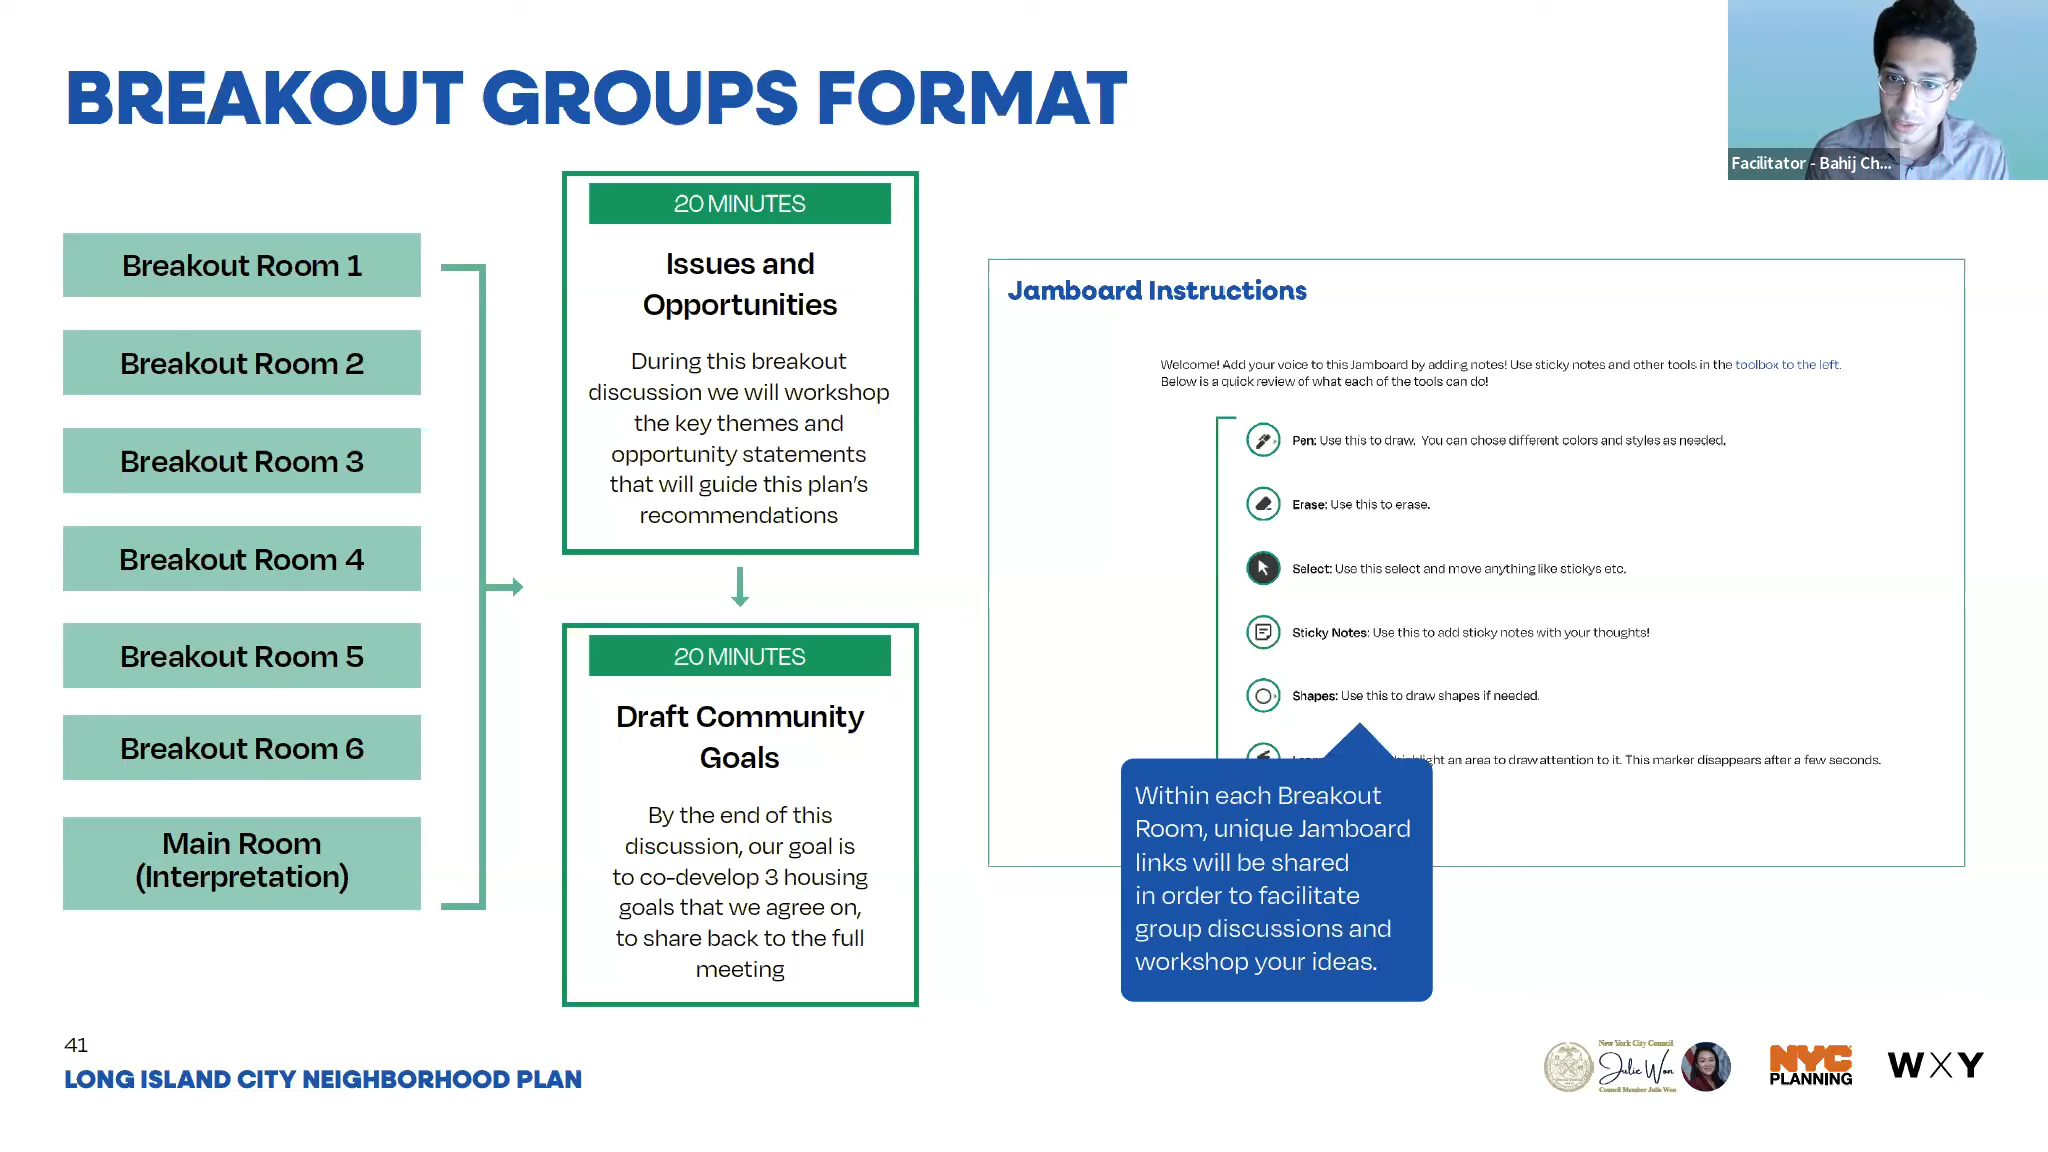 BREAKOUT GROUPS FORMAT
Facilitator - Bahij Ch...
Breakout Room 1
Breakout Room 2
Breakout Room 3
Breakout Room 4
Breakout Room 5
Breakout Room 6
Main Room
(Interpretation)
20 MINUTES
Issues and
Opportunities
During this breakout
discussion we will workshop
the key themes and
opportunity statements
that will guide this plan's
recommendations
20 MINUTES
Draft Community
Goals
By the end of this
discussion, our goal is
to co-develop 3 housing
goals that we agree on,
to share back to the full
meeting
Jamboard Instructions
Welcome! Add your voice to this Jamboard by adding notes! Use sticky notes and other tools in the toolbox to the left.
Below is a quick review of what each of the tools can do!
Pen: Use this to draw. You can chose different colors and styles as needed.
Erase: Use this to erase.
Select: Use this select and move anything like stickys etc.
Sticky Notes: Use this to add sticky notes with your thoughts!
Shapes: Use this to draw shapes if needed.
an area to draw attention to it. This marker disappears after a few seconds.
Within each Breakout
Room, unique Jamboard
links will be shared
in order to facilitate
group discussions and
workshop your ideas.
41
LONG ISLAND CITY NEIGHBORHOOD PLAN
New York City Council
Julie Won
Council Member Julie Won
NYC
PLANNING
WXY